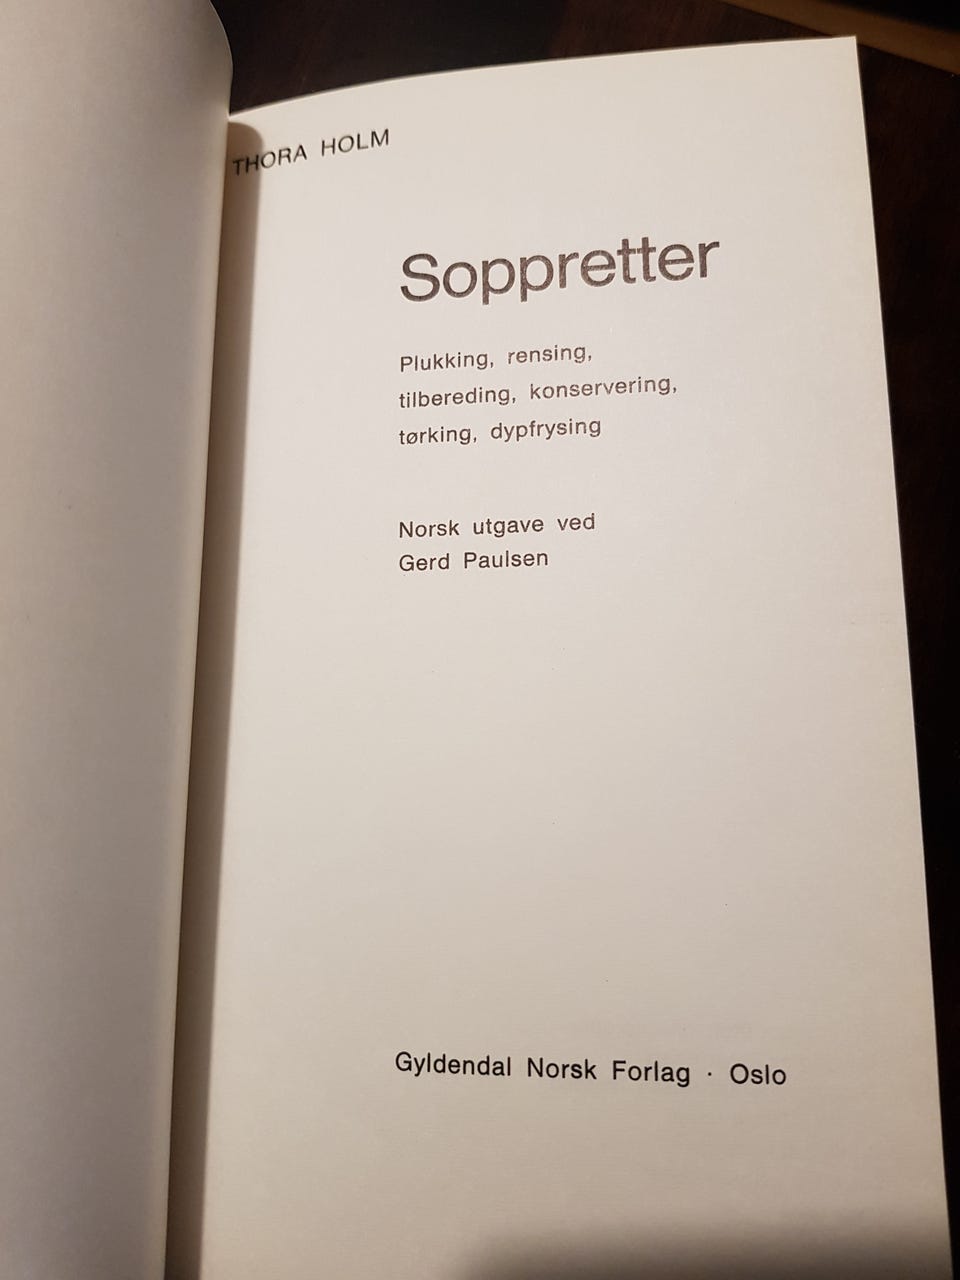 THORA HOLM
Soppretter
Plukking, rensing,
tilbereding, konservering,
tørking, dypfrysing
Norsk utgave ved
Gerd Paulsen
Gyldendal Norsk Forlag · Oslo